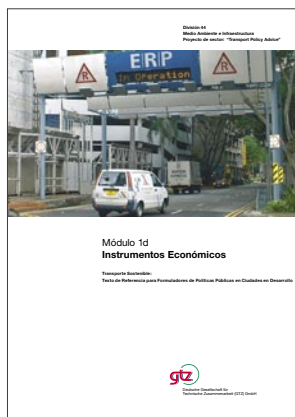 División 44
Medio Ambiente e Infraestructura
Proyecto de sector: "Transport Policy Advice"
ERP
In Operation
R
R
Módulo 1d
Instrumentos Económicos
Transporte Sostenible:
Texto de Referencia para Formuladores de Políticas Públicas en Ciudades en Desarrollo
gtz
Deutsche Gesellschaft für
Technische Zusammenarbeit (GTZ) GmbH